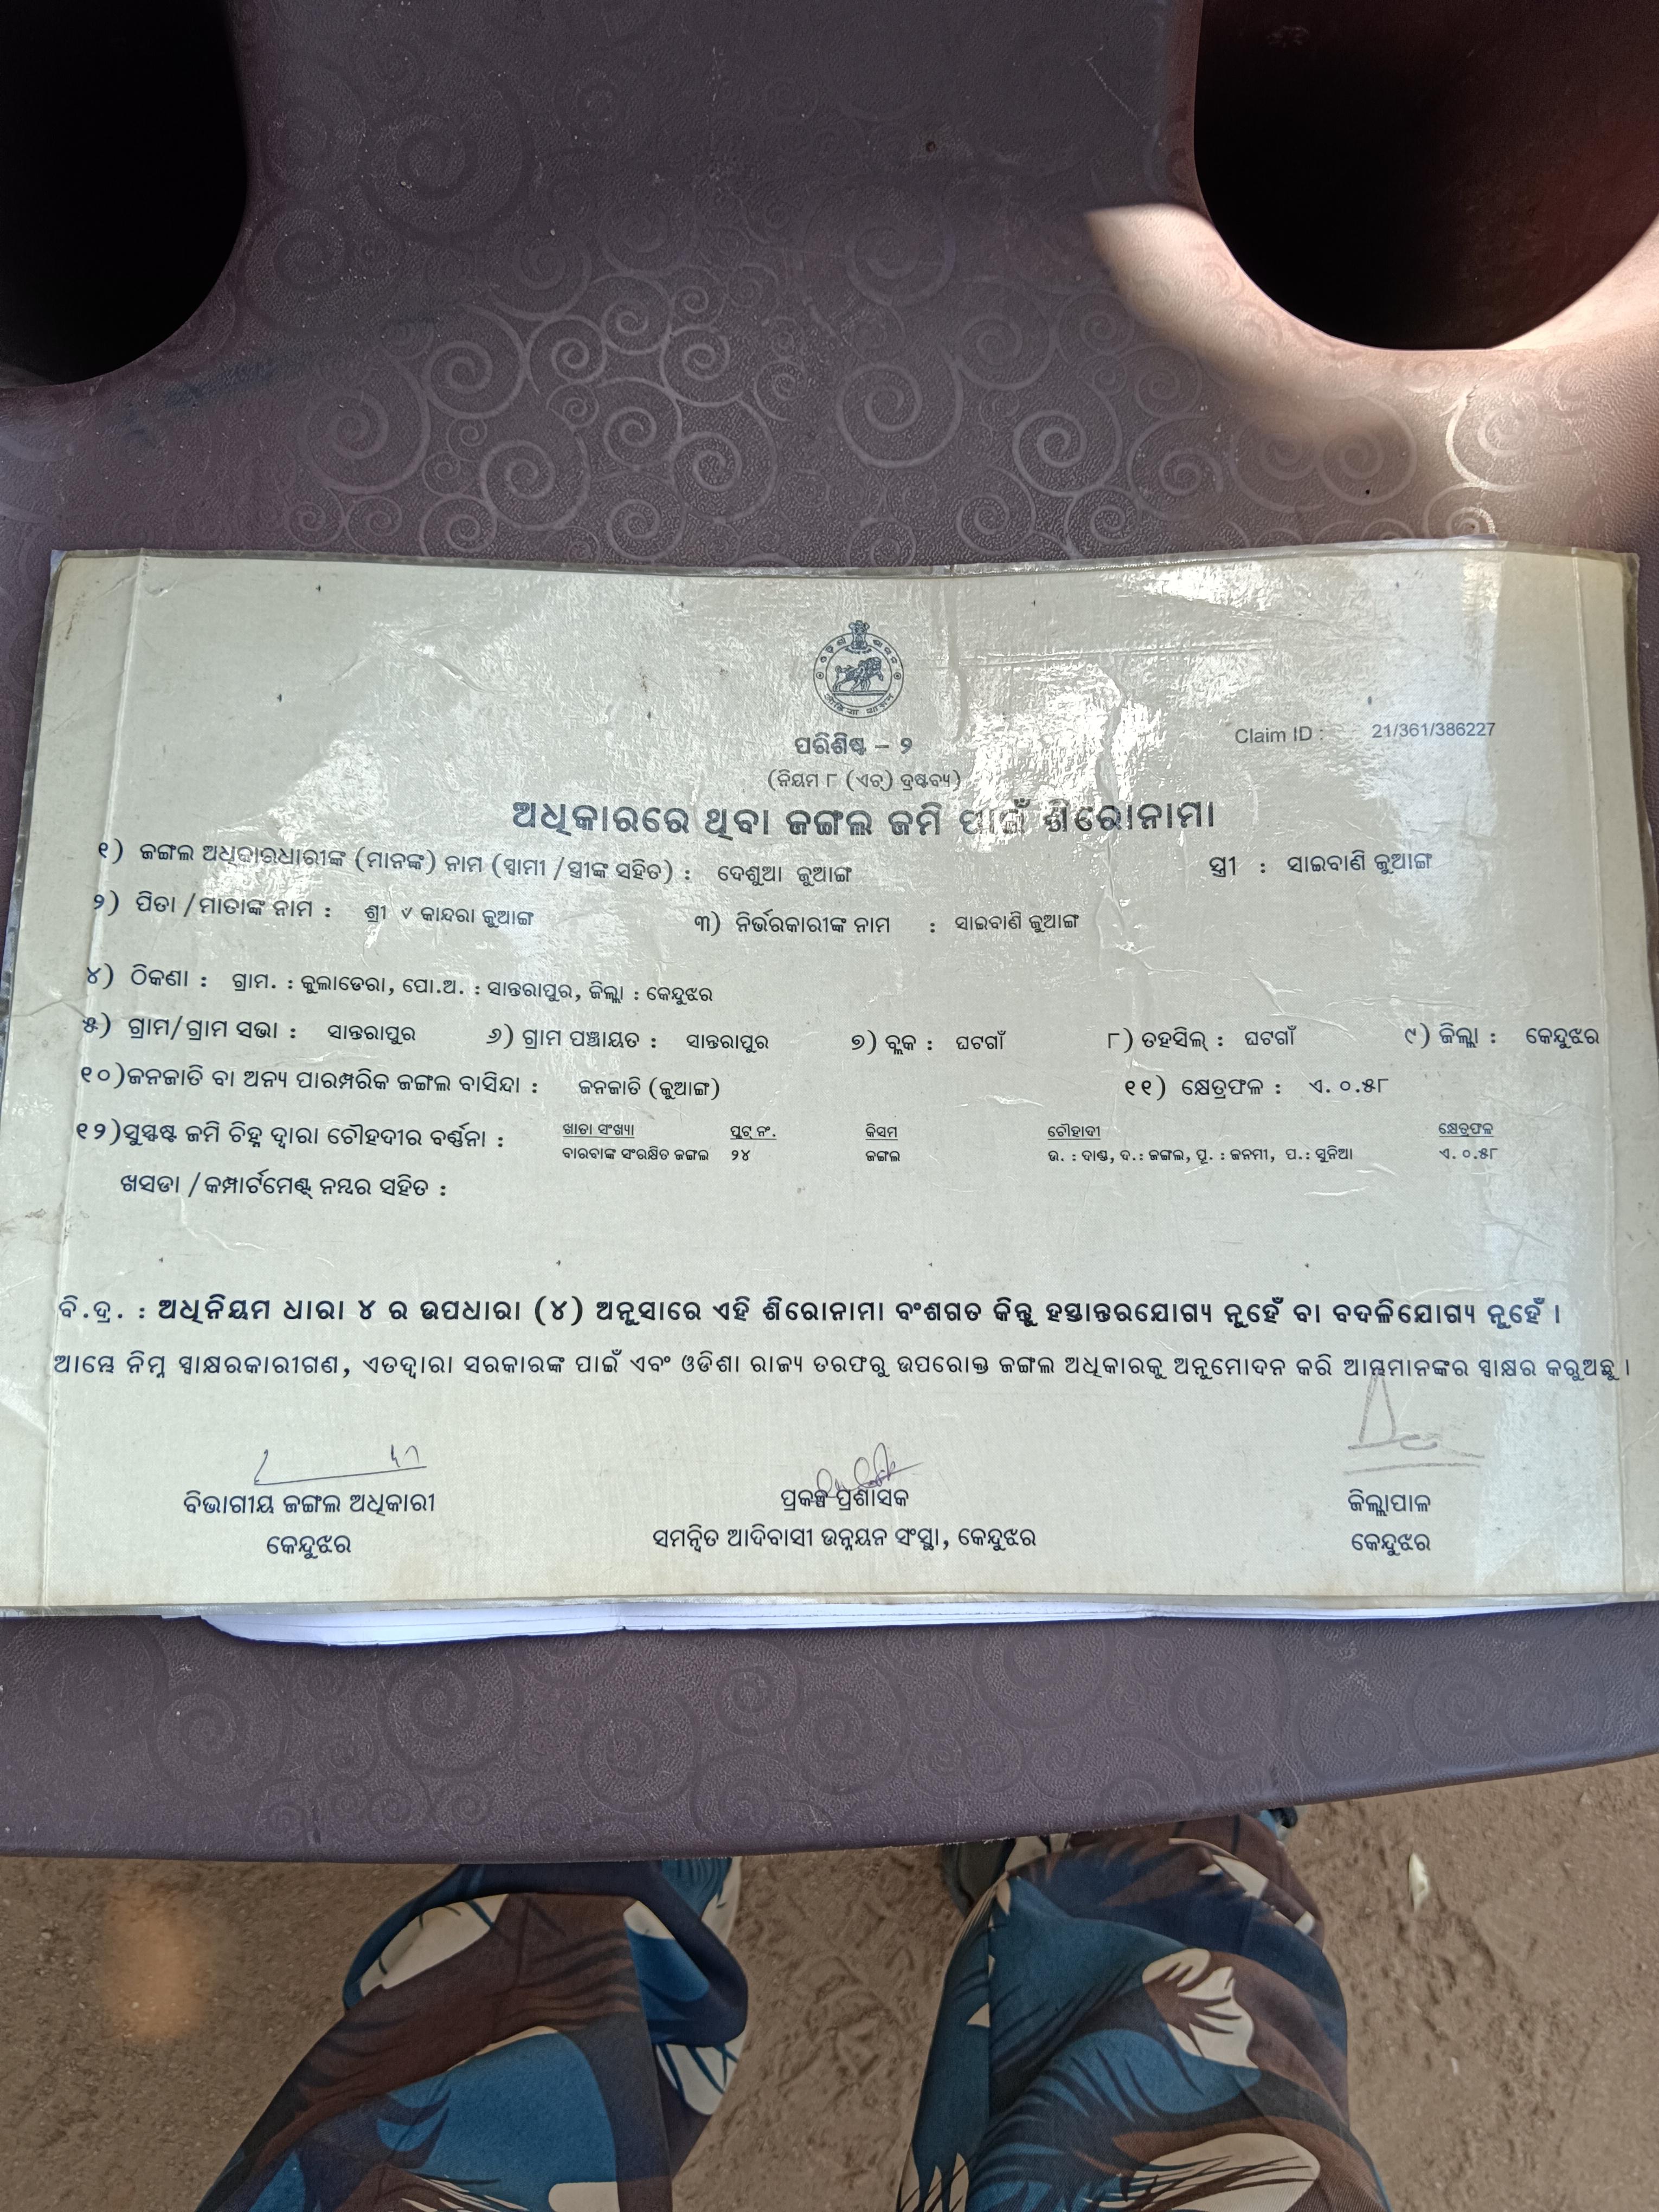 ପରିଶିଷ୍ଟ – ୨
Claim ID : 21/361/386227
(ନିୟମ ୮ (ଏଚ୍) ଦ୍ରଷ୍ଟବ୍ୟ)
ଅଧିକାରରେ ଥିବା ଜଙ୍ଗଲ ଜମି ପାଇଁ ଶିରୋନାମା
୧) ଜଙ୍ଗଲ ଅଧିକାରଧାରୀଙ୍କ (ମାନଙ୍କ) ନାମ (ସ୍ୱାମୀ /ସ୍ତ୍ରୀଙ୍କ ସହିତ) : ଦେଶୁଆ ଜୁଆଙ୍ଗ ସ୍ତ୍ରୀ : ସାଇବାଣି ଜୁଆଙ୍ଗ
୨) ପିତା /ମାତାଙ୍କ ନାମ : ଶ୍ରୀ ୰ କାନ୍ଦରା ଜୁଆଙ୍ଗ ୩) ନିର୍ଭରକାରୀଙ୍କ ନାମ : ସାଇବାଣି ଜୁଆଙ୍ଗ
୪) ଠିକଣା : ଗ୍ରାମ. : କୁଲାଡେରା, ପୋ.ଅ. : ସାନ୍ତରାପୁର, ଜିଲ୍ଲା : କେନ୍ଦୁଝର
୫) ଗ୍ରାମ/ଗ୍ରାମ ସଭା : ସାନ୍ତରାପୁର ୬) ଗ୍ରାମ ପଞ୍ଚାୟତ : ସାନ୍ତରାପୁର ୭) ବ୍ଲକ : ଘଟଗାଁ ୮) ତହସିଲ୍ : ଘଟଗାଁ ୯) ଜିଲ୍ଲା : କେନ୍ଦୁଝର
୧୦)ଜନଜାତି ବା ଅନ୍ୟ ପାରମ୍ପରିକ ଜଙ୍ଗଲ ବାସିନ୍ଦା : ଜନଜାତି (ଜୁଆଙ୍ଗ) ୧୧) କ୍ଷେତ୍ରଫଳ : ଏ. ୦.୫୮
୧୨)ସୁସ୍ପଷ୍ଟ ଜମି ଚିହ୍ନ ଦ୍ୱାରା ଚୌହଦୀର ବର୍ଣ୍ଣନା : ଖାତା ସଂଖ୍ୟା ପ୍ଲଟ୍ ନଂ. କିସମ ଚୌହାଦୀ କ୍ଷେତ୍ରଫଳ
ବାରବାଙ୍କ ସଂରକ୍ଷିତ ଜଙ୍ଗଲ ୨୪ ଜଙ୍ଗଲ ଉ. : ଦାଣ୍ଡ, ଦ.: ଜଙ୍ଗଲ, ପୂ. : ଜନମୀ, ପ.: ସୁନିଆ ଏ. ୦.୫୮
ଖସଡା /କମ୍ପାର୍ଟମେଣ୍ଟ୍ ନମ୍ବର ସହିତ :
ବି.ଦ୍ର. : ଅଧିନିୟମ ଧାରା ୪ ର ଉପଧାରା (୪) ଅନୁସାରେ ଏହି ଶିରୋନାମା ବଂଶଗତ କିନ୍ତୁ ହସ୍ତାନ୍ତରଯୋଗ୍ୟ ନୁହେଁ ବା ବଦଳିଯୋଗ୍ୟ ନୁହେଁ ।
ଆମ୍ଭେ ନିମ୍ନ ସ୍ୱାକ୍ଷରକାରୀଗଣ, ଏତଦ୍ୱାରା ସରକାରଙ୍କ ପାଇଁ ଏବଂ ଓଡିଶା ରାଜ୍ୟ ତରଫରୁ ଉପରୋକ୍ତ ଜଙ୍ଗଲ ଅଧିକାରକୁ ଅନୁମୋଦନ କରି ଆମ୍ଭମାନଙ୍କର ସ୍ୱାକ୍ଷର କରୁଅଛୁ ।
ବିଭାଗୀୟ ଜଙ୍ଗଲ ଅଧିକାରୀ ପ୍ରକଳ୍ପ ପ୍ରଶାସକ ଜିଲ୍ଲାପାଳ
କେନ୍ଦୁଝର ସମନ୍ୱିତ ଆଦିବାସୀ ଉନ୍ନୟନ ସଂସ୍ଥା, କେନ୍ଦୁଝର କେନ୍ଦୁଝର